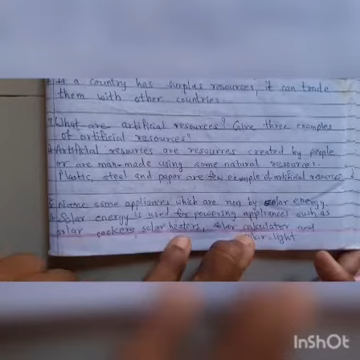 If a country has surplus resources, it can trade
them with other countries
What are artificial resources? Give three examples
of artificial resources?
Artificial resources are resources created by people
or are man-made using some natural resources.
Plastic, steel and paper are few example of artificial resources
Name some appliances which are run by solar energy.
Solar energy is used for powering appliances such as
solar cookers, solar heaters, solar calculator and
solar-light
InShOt